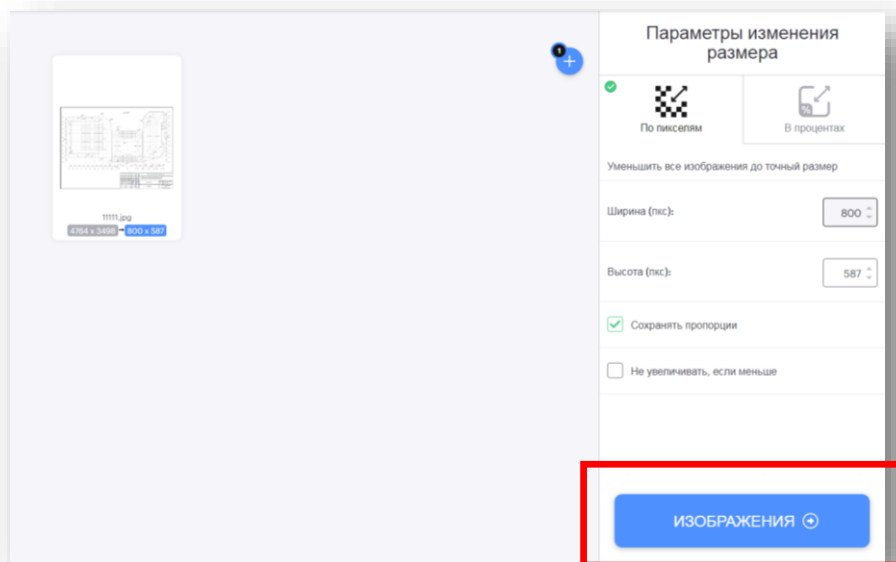 Параметры изменения
размера
1
По пикселям
В процентах
Уменьшить все изображения до точный размер
Ширина (пкс):
800
Высота (пкс):
587
Сохранять пропорции
Не увеличивать, если меньше
11111.jpg
4764 x 3498 800 x 587
ИЗОБРАЖЕНИЯ